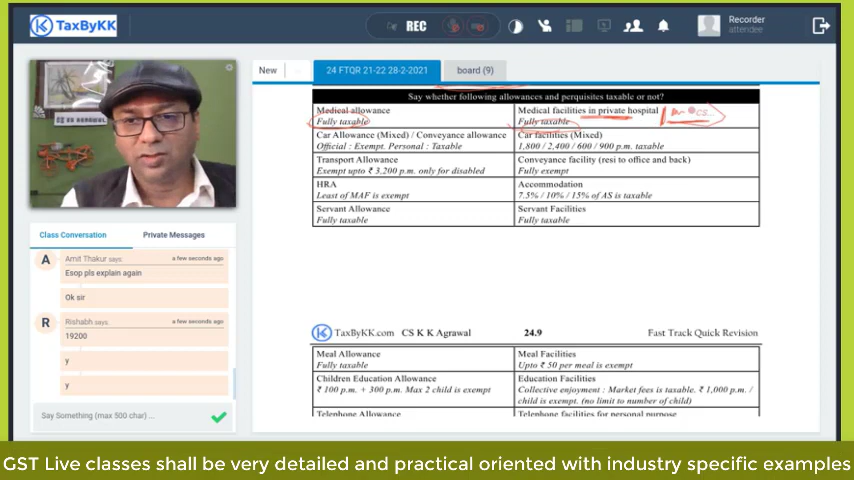 TaxByKK
REC
Recorder
attendee
New
24 FTQR 21-22 28-2-2021
board (9)
Say whether following allowances and perquisites taxable or not?
Medical allowance
Fully taxable
Medical facilities in private hospital
Fully taxable
Car Allowance (Mixed) / Conveyance allowance
Official : Exempt. Personal : Taxable
Car facilities (Mixed)
1,800 / 2,400 / 600 / 900 p.m. taxable
Transport Allowance
Exempt upto ₹ 3,200 p.m. only for disabled
Conveyance facility (resi to office and back)
Fully exempt
HRA
Least of MAF is exempt
Accommodation
7.5% / 10% / 15% of AS is taxable
Servant Allowance
Fully taxable
Servant Facilities
Fully taxable
TaxByKK.com CS K K Agrawal
24.9
Fast Track Quick Revision
Meal Allowance
Fully taxable
Meal Facilities
Upto ₹ 50 per meal is exempt
Children Education Allowance
₹ 100 p.m. + 300 p.m. Max 2 child is exempt
Education Facilities
Collective enjoyment : Market fees is taxable. ₹ 1,000 p.m. /
child is exempt. (no limit to number of child)
Telephone Allowance
Telephone facilities for personal purpose
Class Conversation
Private Messages
A
Amit Thakur says:
a few seconds ago
Esop pls explain again
Ok sir
R
Rishabh says:
a few seconds ago
19200
y
y
Say Something (max 500 char) ...
GST Live classes shall be very detailed and practical oriented with industry specific examples